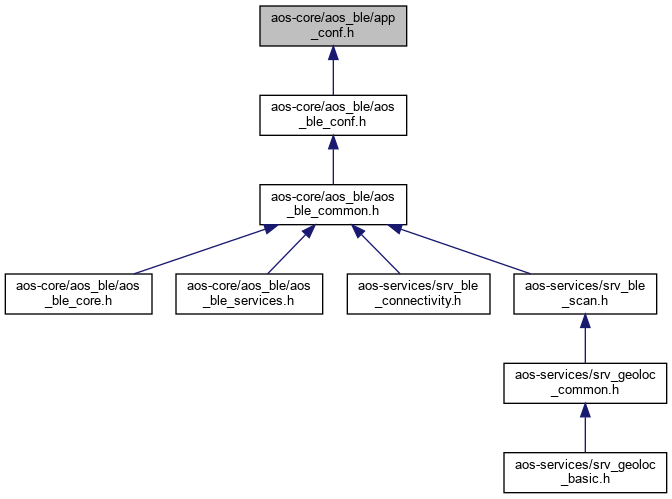 aos-core/aos_ble/app
_conf.h
aos-core/aos_ble/aos
_ble_conf.h
aos-core/aos_ble/aos
_ble_common.h
aos-core/aos_ble/aos
_ble_core.h
aos-core/aos_ble/aos
_ble_services.h
aos-services/srv_ble
_connectivity.h
aos-services/srv_ble
_scan.h
aos-services/srv_geoloc
_common.h
aos-services/srv_geoloc
_basic.h